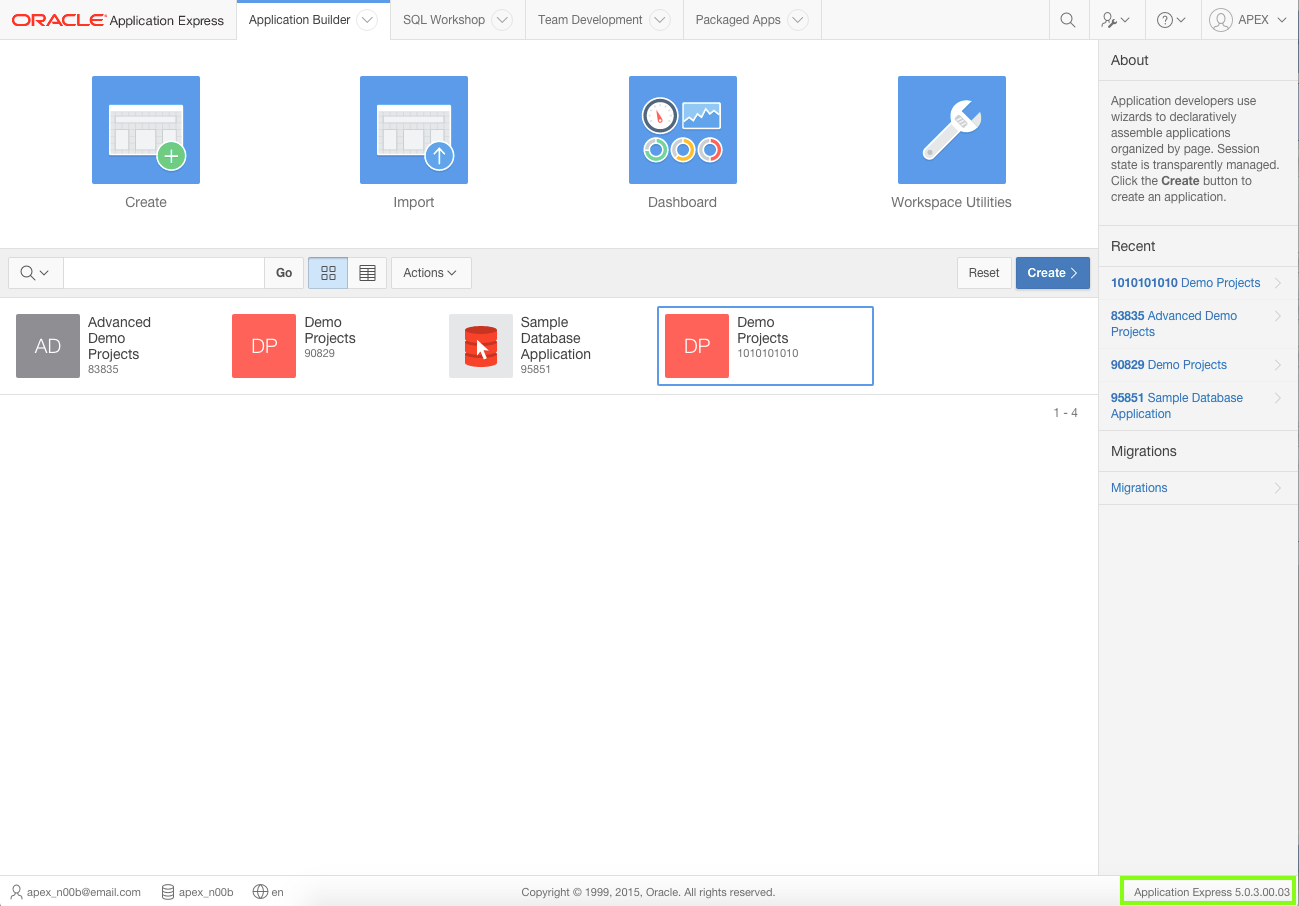 ORACLE Application Express
Application Builder
SQL Workshop
Team Development
Packaged Apps
APEX
Create
Import
Dashboard
Workspace Utilities
Go
Actions
Reset
Create
AD
Advanced
Demo
Projects
83835
DP
Demo
Projects
90829
Sample
Database
Application
95851
DP
Demo
Projects
1010101010
1 - 4
About
Application developers use
wizards to declaratively
assemble applications
organized by page. Session
state is transparently managed.
Click the Create button to
create an application.
Recent
1010101010 Demo Projects
83835 Advanced Demo
Projects
90829 Demo Projects
95851 Sample Database
Application
Migrations
Migrations
apex_n00b@email.com
apex_n00b
en
Copyright © 1999, 2015, Oracle. All rights reserved.
Application Express 5.0.3.00.03